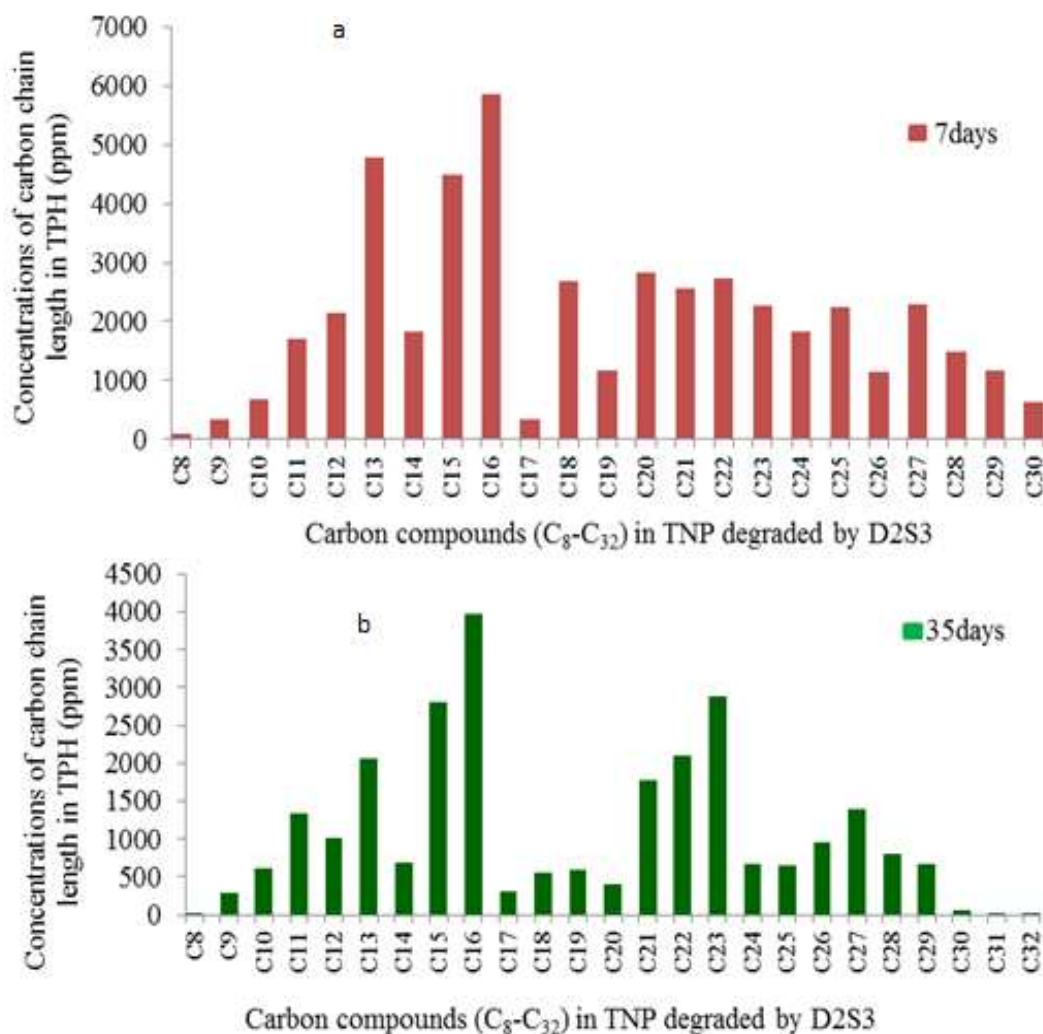 a
7000
6000
5000
4000
3000
2000
1000
0
Concentrations of carbon chain
length in TPH (ppm)
7days
C8 C9 C10 C11 C12 C13 C14 C15 C16 C17 C18 C19 C20 C21 C22 C23 C24 C25 C26 C27 C28 C29 C30
Carbon compounds (C₈-C₃₂) in TNP degraded by D2S3
b
4500
4000
3500
3000
2500
2000
1500
1000
500
0
Concentrations of carbon chain
length in TPH (ppm)
35days
C8 C9 C10 C11 C12 C13 C14 C15 C16 C17 C18 C19 C20 C21 C22 C23 C24 C25 C26 C27 C28 C29 C30 C31 C32
Carbon compounds (C₈-C₃₂) in TNP degraded by D2S3